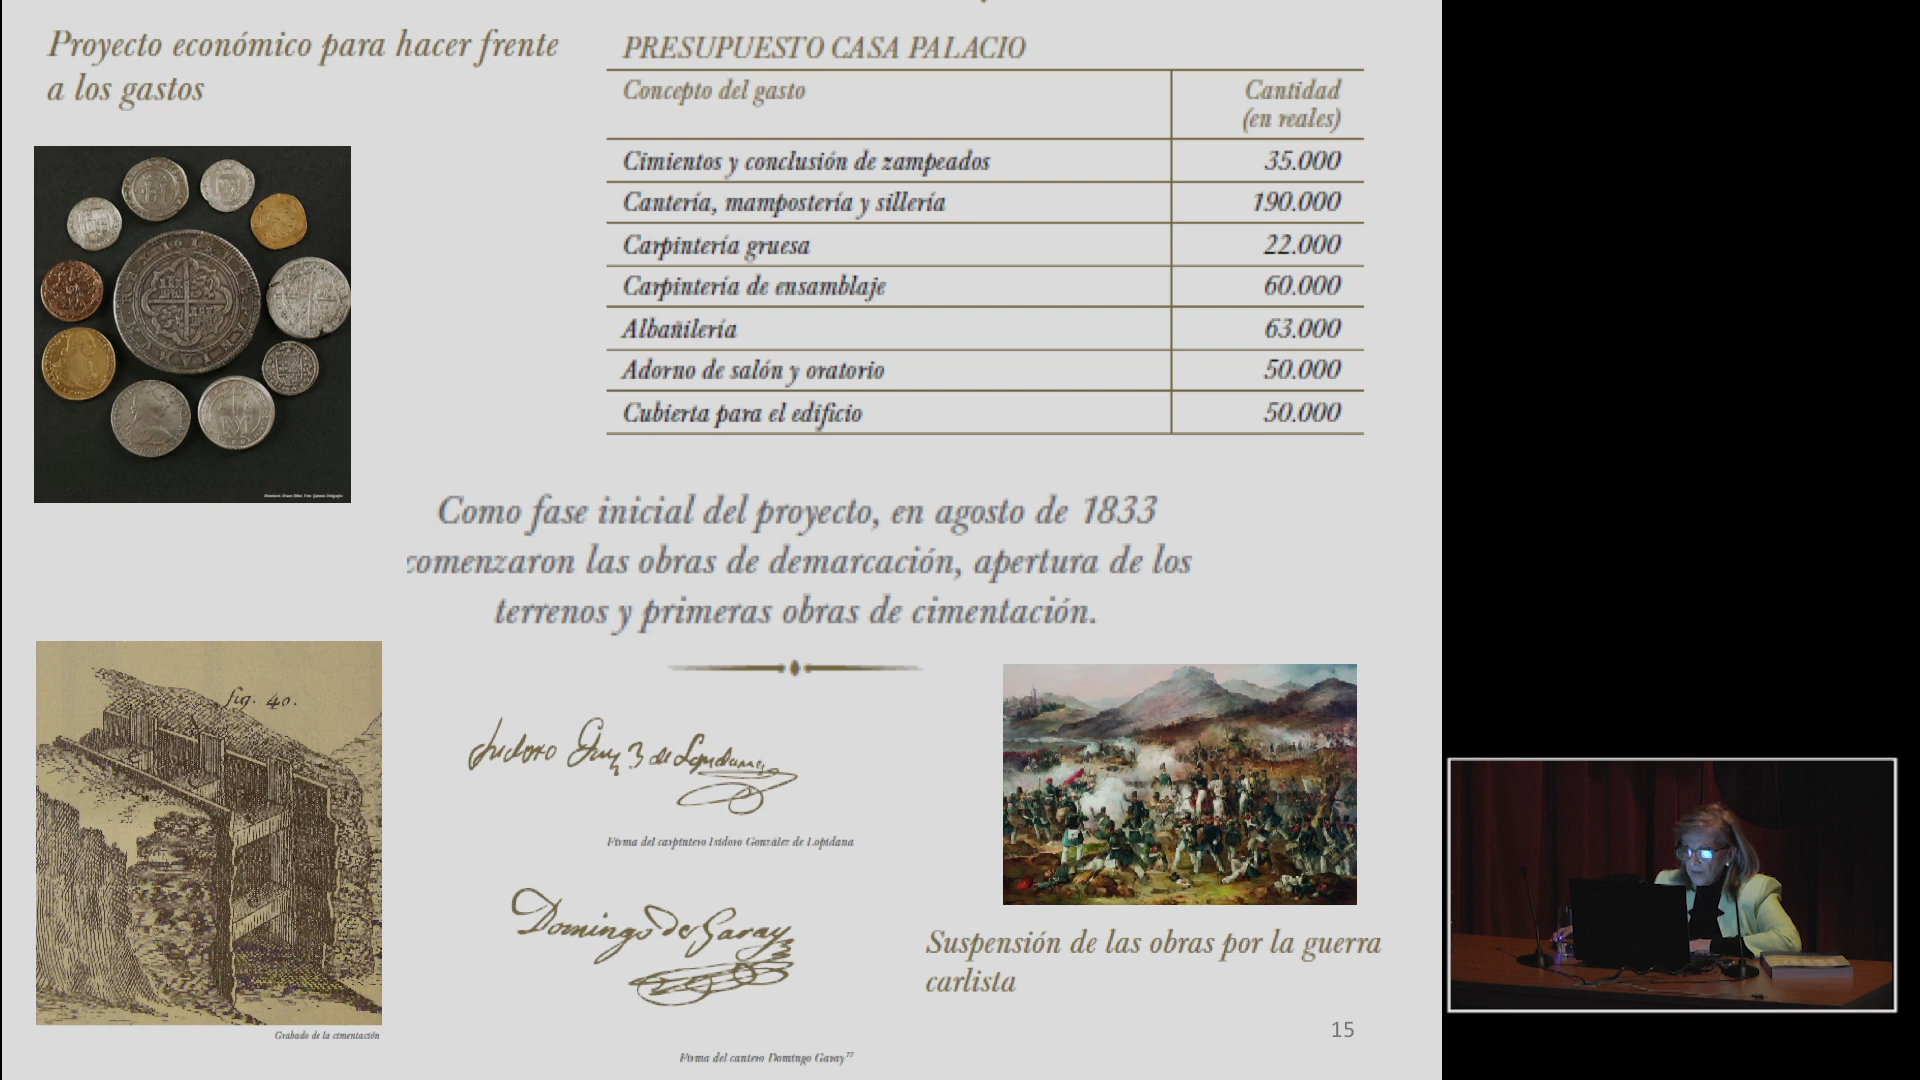 Proyecto económico para hacer frente
a los gastos
PRESUPUESTO CASA PALACIO
Concepto del gasto
Cantidad
(en reales)
Cimientos y conclusión de zampeados
35.000
Cantería, mampostería y sillería
190.000
Carpintería gruesa
22.000
Carpintería de ensamblaje
60.000
Albañilería
63.000
Adorno de salón y oratorio
50.000
Cubierta para el edificio
50.000
Como fase inicial del proyecto, en agosto de 1833
comenzaron las obras de demarcación, apertura de los
terrenos y primeras obras de cimentación.
fig. 40.
Grabado de la cimentación
Firma del carpintero Isidoro González de Lopidana
Domingo de Garay
Firma del cantero Domingo Garay77
Suspensión de las obras por la guerra
carlista
15